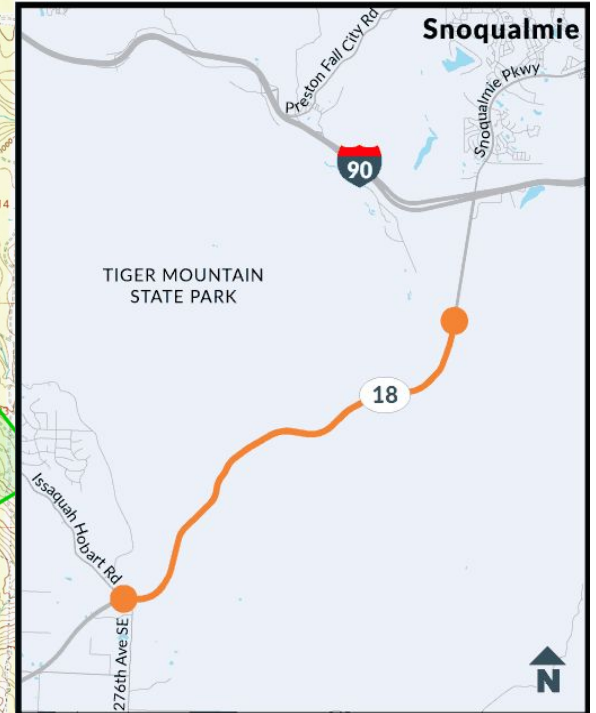 Snoqualmie
Preston Fall City Rd
Snoqualmie Pkwy
90
TIGER MOUNTAIN
STATE PARK
18
Issaquah Hobart Rd
276th Ave SE
N